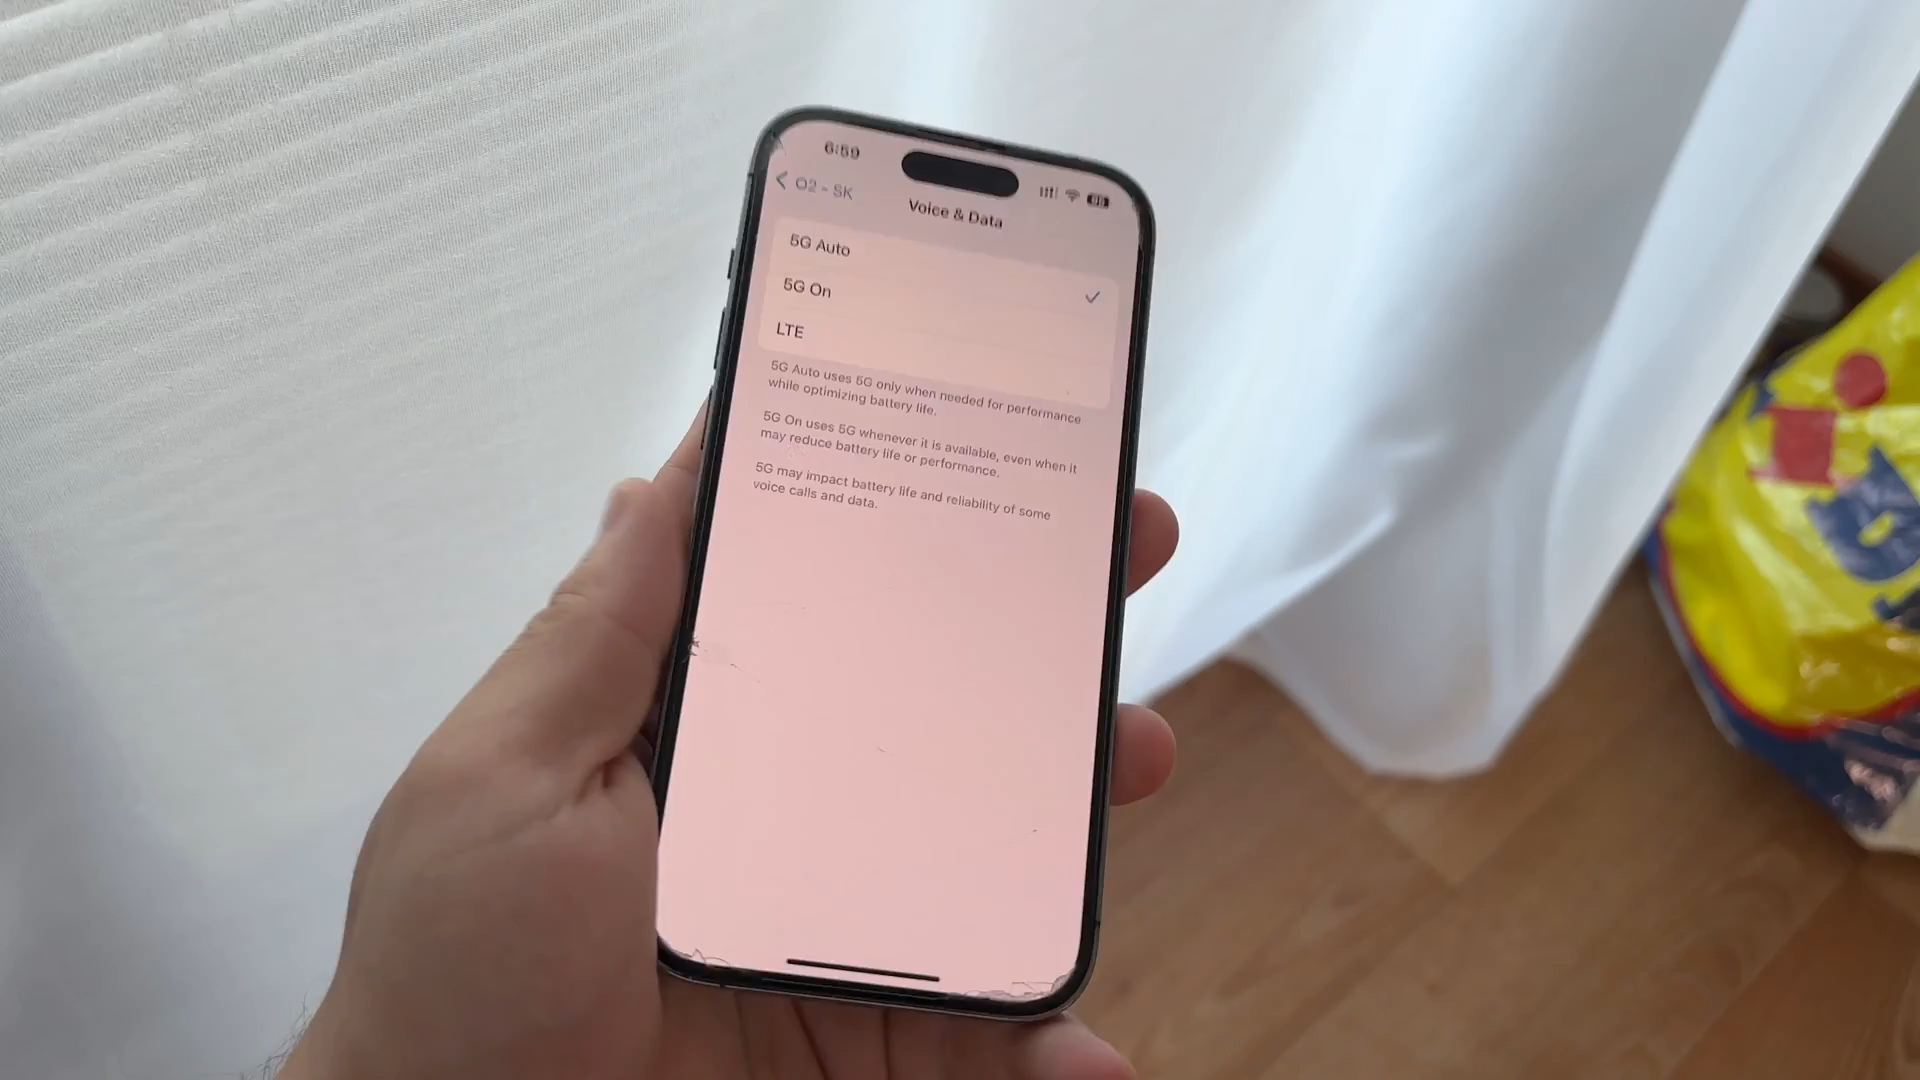 6:59
O2 - SK
Voice & Data
5G Auto
5G On
LTE
5G Auto uses 5G only when needed for performance
while optimizing battery life.
5G On uses 5G whenever it is available, even when it
may reduce battery life or performance.
5G may impact battery life and reliability of some
voice calls and data.